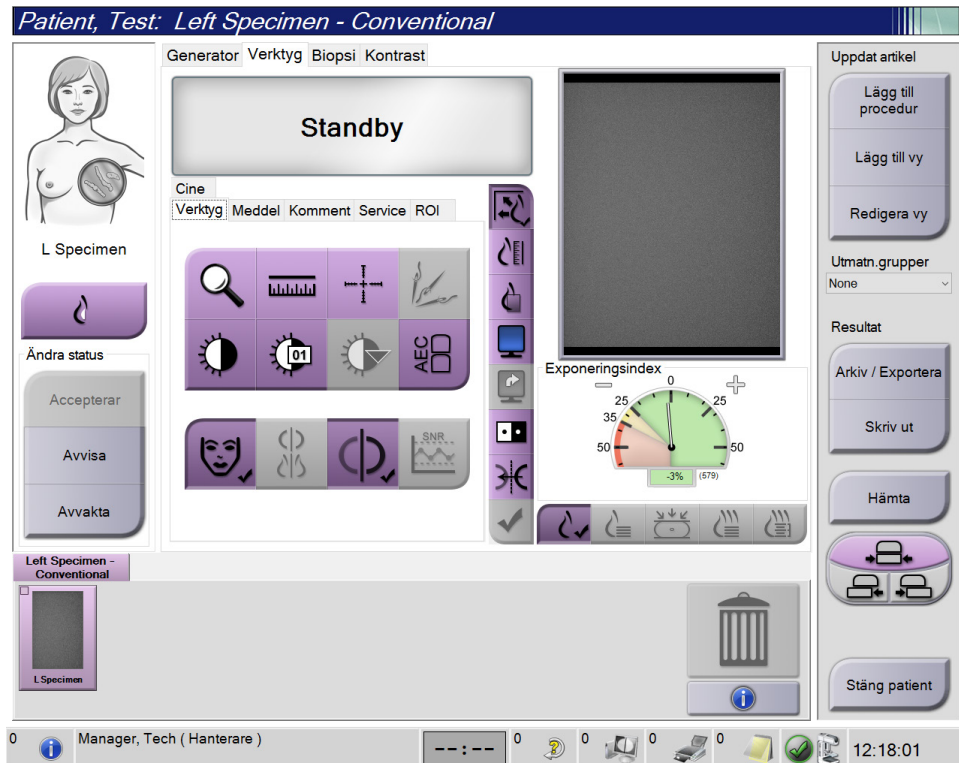 Patient, Test: Left Specimen - Conventional
Generator Verktyg Biopsi Kontrast
Standby
Cine
Verktyg Meddel Komment Service ROI
L Specimen
Ändra status
Accepterar
Avvisa
Avvakta
01
AEC
SNR
Exponeringsindex
0
25 25
35
50 50
-3% (579)
Uppdat artikel
Lägg till
procedur
Lägg till vy
Redigera vy
Utmatn.grupper
None
Resultat
Arkiv / Exportera
Skriv ut
Hämta
Stäng patient
Left Specimen -
Conventional
L Specimen
0 Manager, Tech ( Hanterare ) --:-- 0 0 0 0 12:18:01